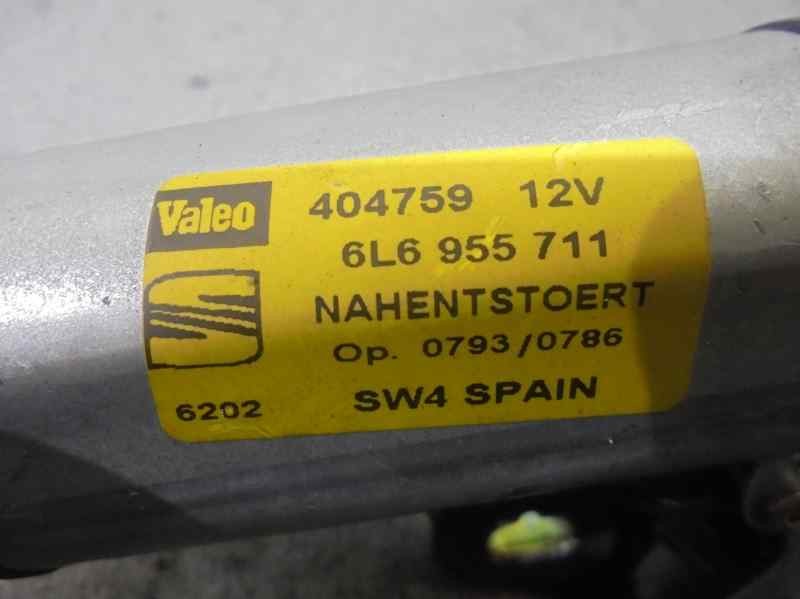 Valeo 404759 12V
6L6 955 711
NAHENTSTOERT
Op. 0793/0786
6202 SW4 SPAIN